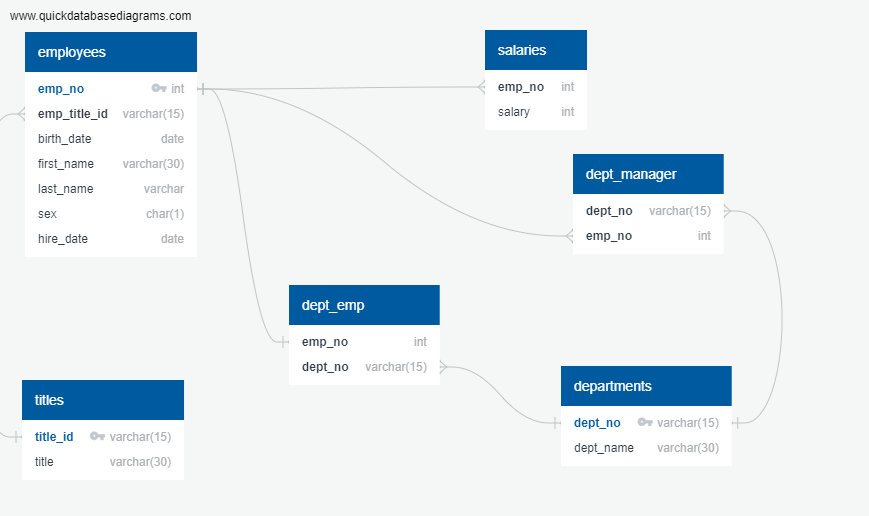 www.quickdatabasediagrams.com
employees
emp_no int
emp_title_id varchar(15)
birth_date date
first_name varchar(30)
last_name varchar
sex char(1)
hire_date date
salaries
emp_no int
salary int
dept_manager
dept_no varchar(15)
emp_no int
dept_emp
emp_no int
dept_no varchar(15)
departments
dept_no varchar(15)
dept_name varchar(30)
titles
title_id varchar(15)
title varchar(30)